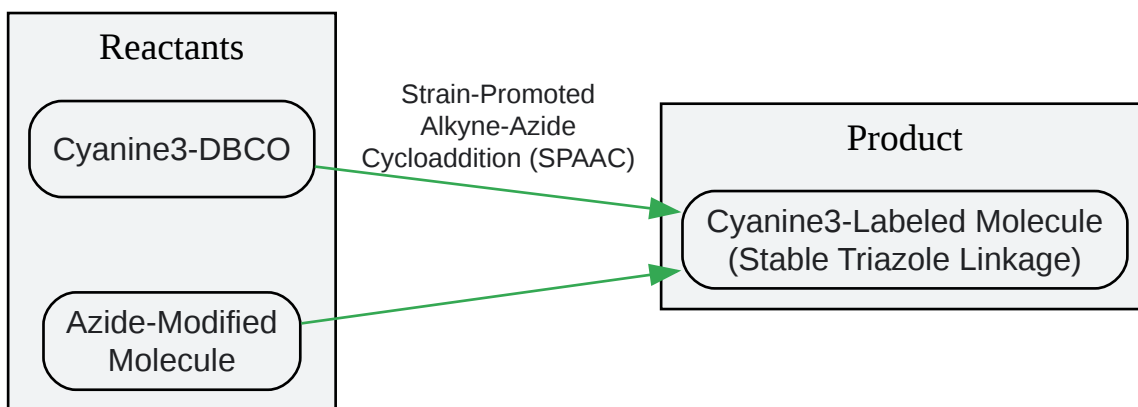 Reactants
Cyanine3-DBCO
Azide-Modified
Molecule
Strain-Promoted
Alkyne-Azide
Cycloaddition (SPAAC)
Product
Cyanine3-Labeled Molecule
(Stable Triazole Linkage)